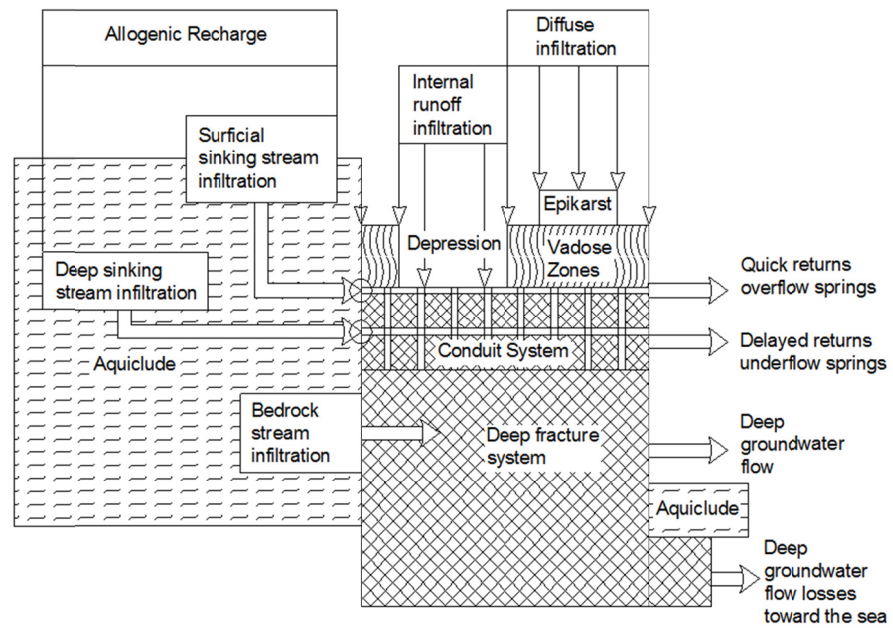 Allogenic Recharge
Diffuse
infiltration
Internal
runoff
infiltration
Surficial
sinking stream
infiltration
Epikarst
Depression
Vadose
Zones
Deep sinking
stream infiltration
Quick returns
overflow springs
Aquiclude
Conduit System
Delayed returns
underflow springs
Bedrock
stream
infiltration
Deep fracture
system
Deep
groundwater
flow
Aquiclude
Deep
groundwater
flow losses
toward the sea